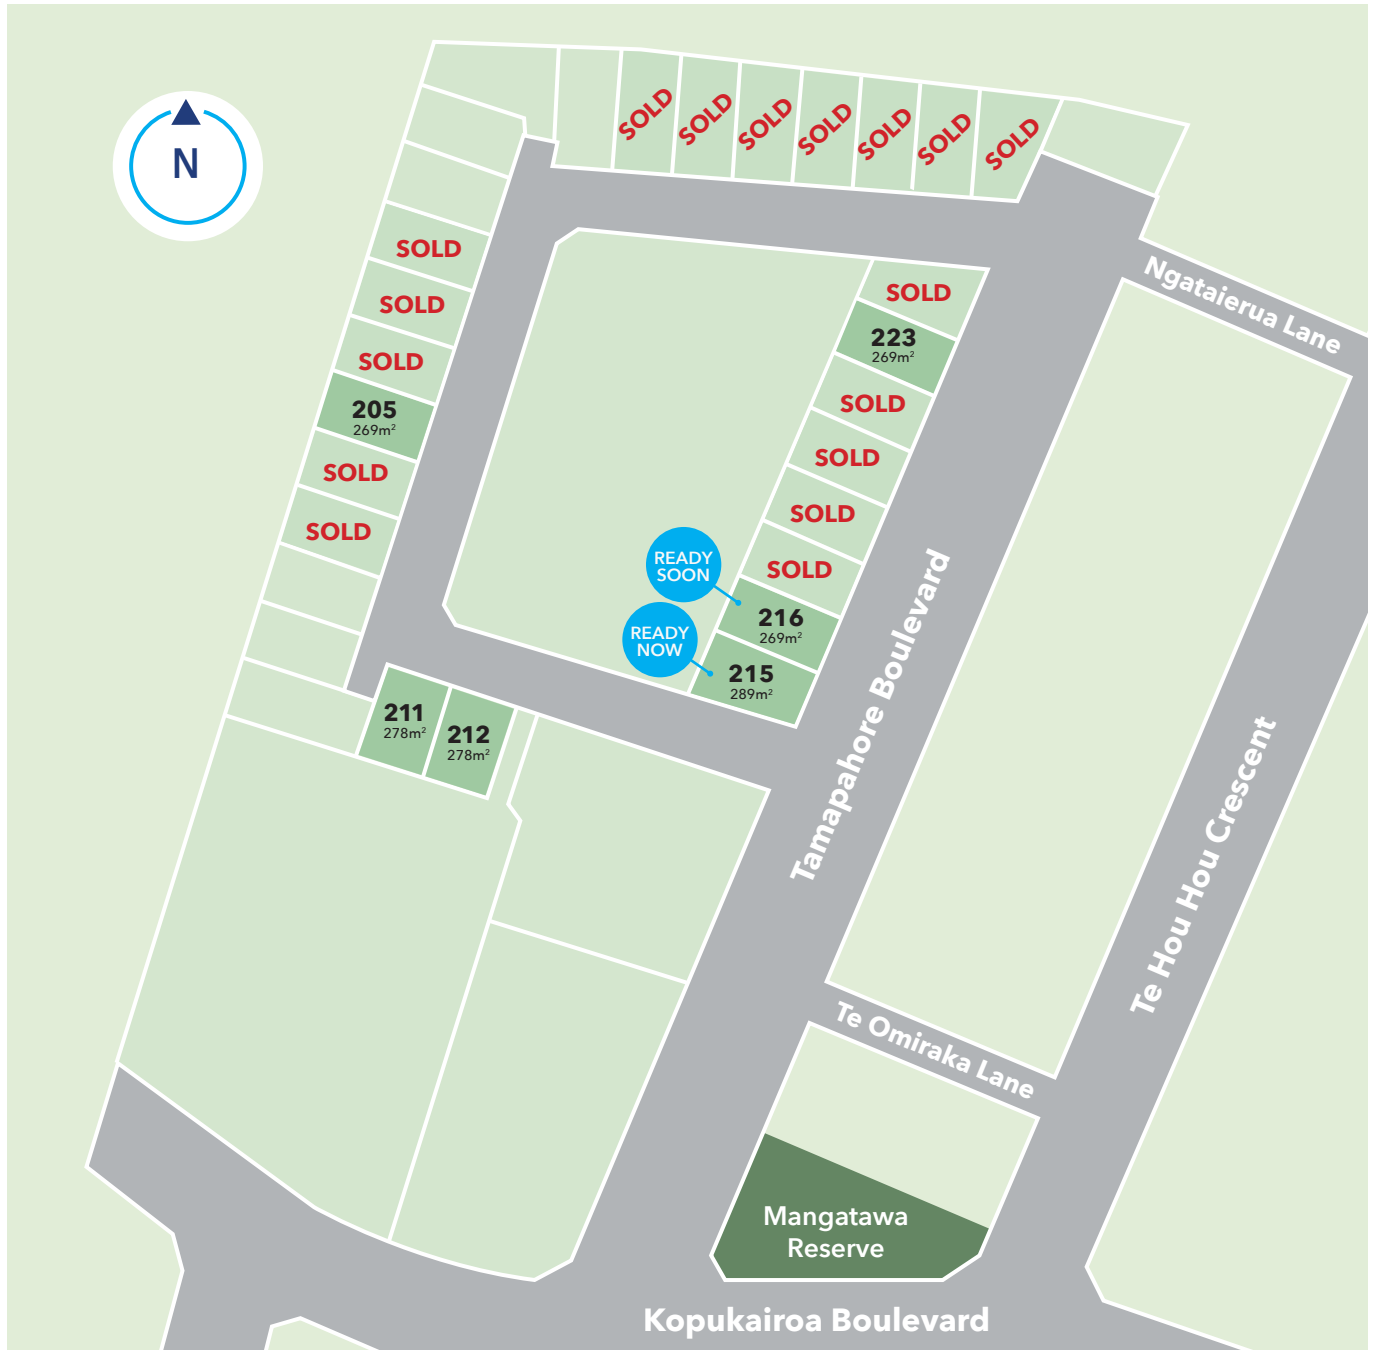 N
SOLD
SOLD
SOLD
SOLD
SOLD
SOLD
SOLD
SOLD
SOLD
SOLD
205
269m²
SOLD
SOLD
211
278m²
212
278m²
SOLD
223
269m²
SOLD
SOLD
SOLD
SOLD
READY
SOON
216
269m²
READY
NOW
215
289m²
Ngataierua Lane
Tamapahore Boulevard
Te Hou Hou Crescent
Te Omiraka Lane
Mangatawa
Reserve
Kopukairoa Boulevard